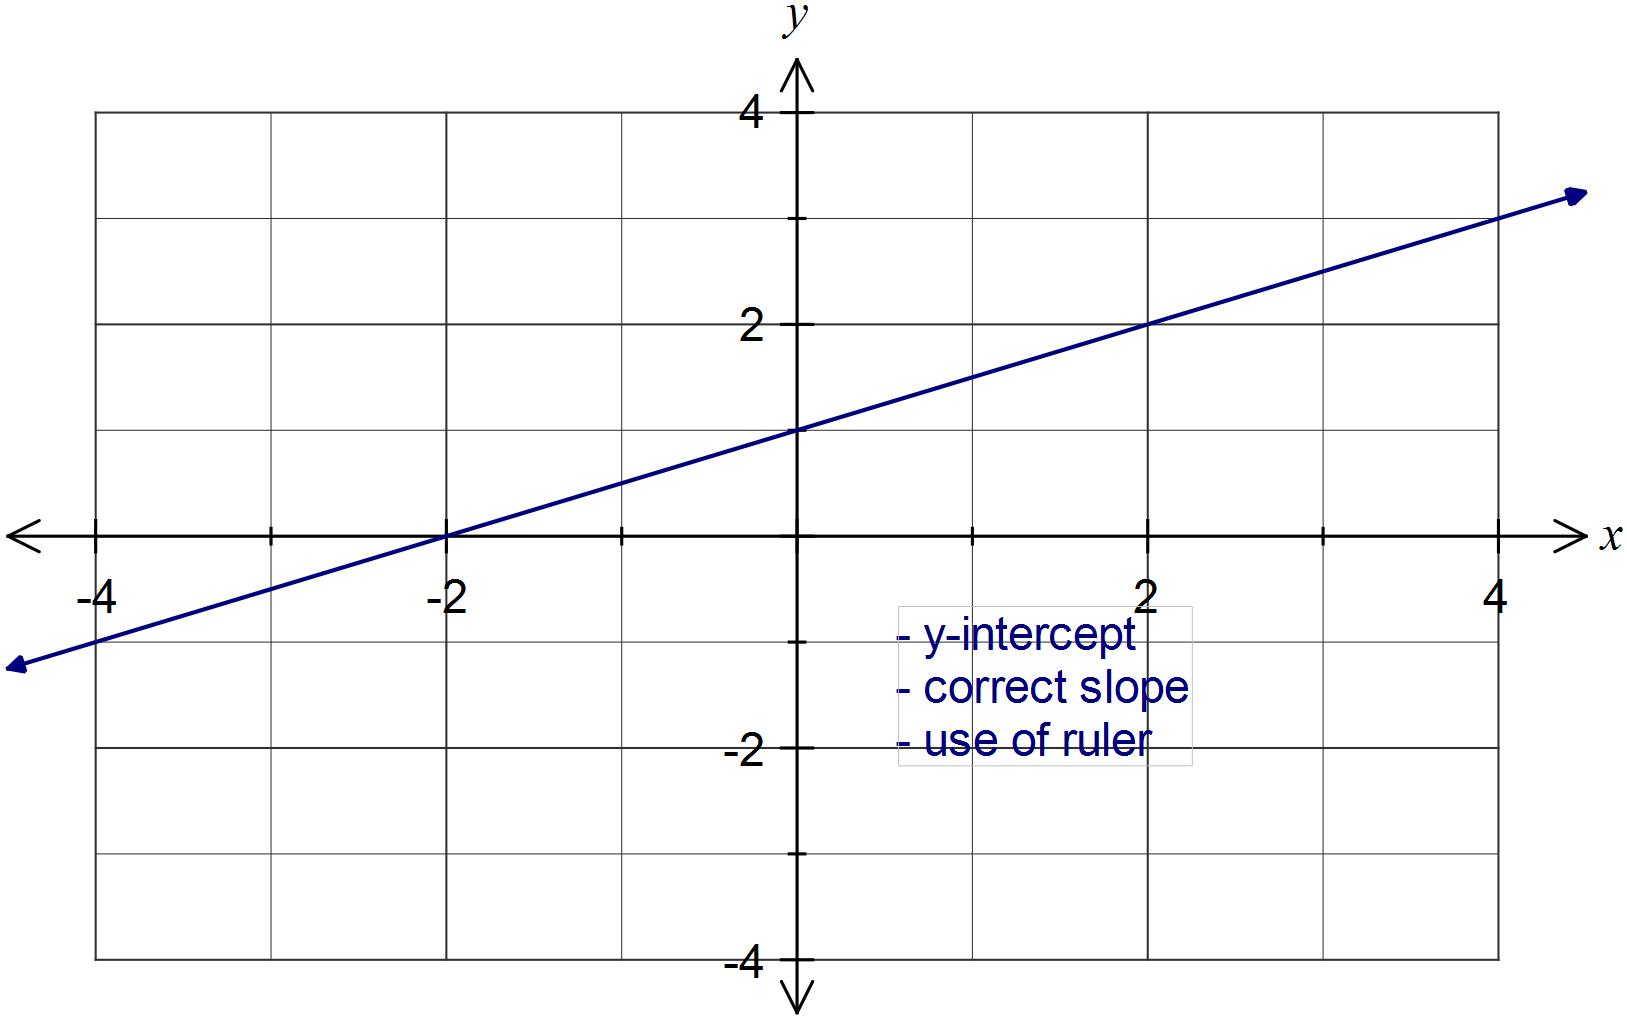 y
4
2
x
-4
-2
2
4
- y-intercept
- correct slope
- use of ruler
-2
-4